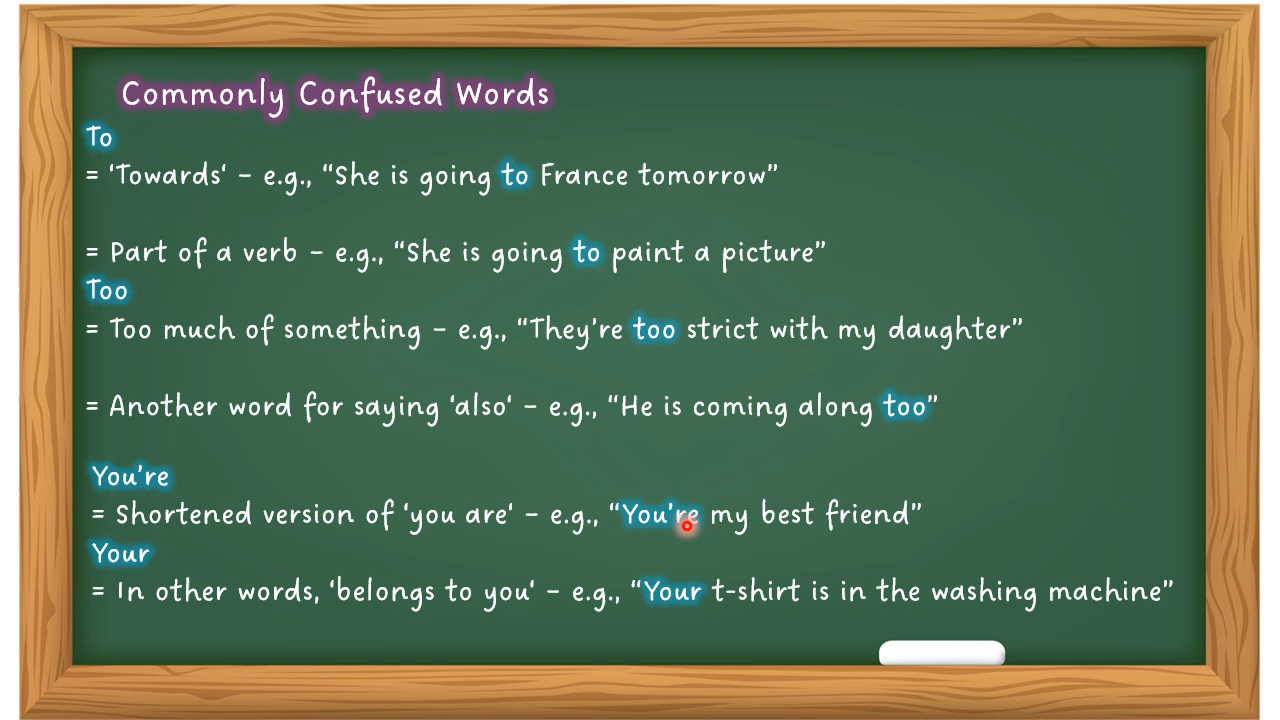 Commonly Confused Words
To
= ‘Towards‘ – e.g., “She is going to France tomorrow”
= Part of a verb – e.g., “She is going to paint a picture”
Too
= Too much of something – e.g., “They’re too strict with my daughter”
= Another word for saying ‘also‘ – e.g., “He is coming along too”
You’re
= Shortened version of ‘you are‘ – e.g., “You’re my best friend”
Your
= In other words, ‘belongs to you‘ – e.g., “Your t-shirt is in the washing machine”